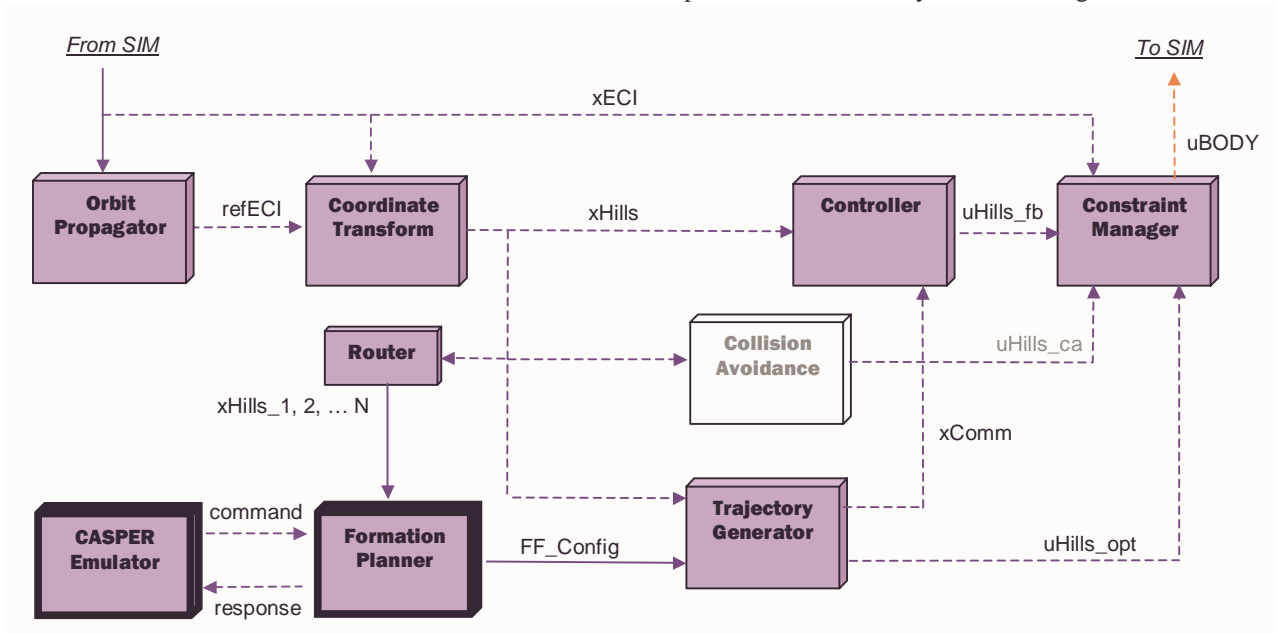 From SIM
To SIM
xECI
uBODY
Orbit
Propagator
refECI
Coordinate
Transform
xHills
Controller
uHills_fb
Constraint
Manager
Router
Collision
Avoidance
uHills_ca
xHills_1, 2, … N
xComm
CASPER
Emulator
command
response
Formation
Planner
FF_Config
Trajectory
Generator
uHills_opt